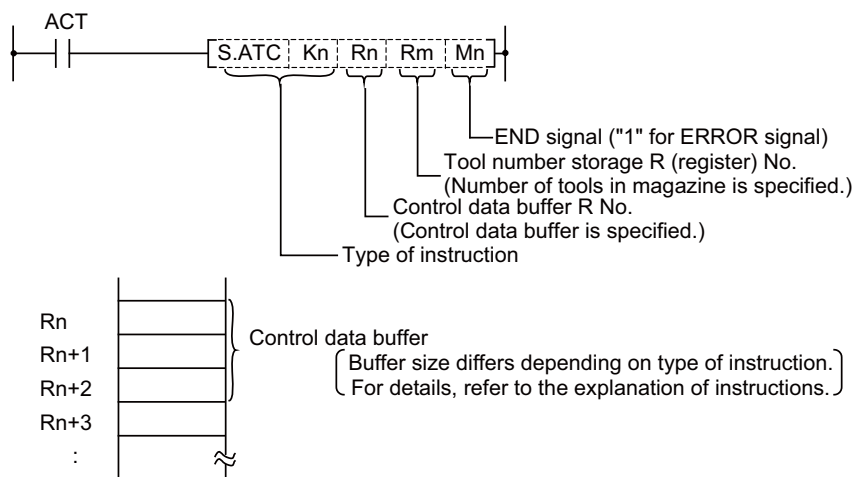 ACT
S.ATC Kn Rn Rm Mn
END signal ("1" for ERROR signal)
Tool number storage R (register) No.
(Number of tools in magazine is specified.)
Control data buffer R No.
(Control data buffer is specified.)
Type of instruction
Rn
Rn+1
Rn+2
Rn+3
:
Control data buffer
Buffer size differs depending on type of instruction.
For details, refer to the explanation of instructions.